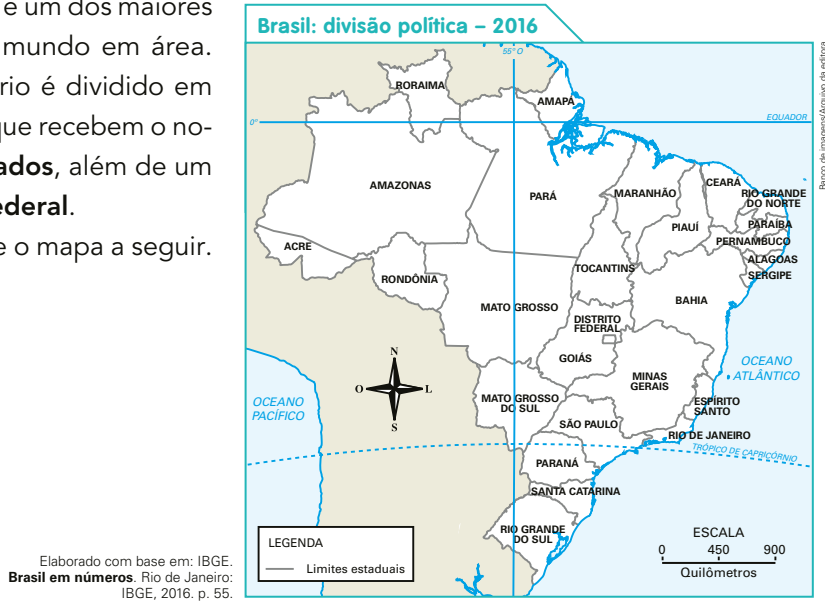 é um dos maiores
mundo em área.
rio é dividido em
que recebem o no-
ados, além de um
ederal.
e o mapa a seguir.
Brasil: divisão política – 2016
55° O
0°
EQUADOR
RORAIMA
AMAPÁ
AMAZONAS
PARÁ
MARANHÃO
CEARÁ
RIO GRANDE
DO NORTE
PARAÍBA
PIAUÍ
PERNAMBUCO
ALAGOAS
SERGIPE
ACRE
RONDÔNIA
TOCANTINS
MATO GROSSO
BAHIA
DISTRITO
FEDERAL
GOIÁS
MINAS
GERAIS
OCEANO
ATLÂNTICO
N
O
L
S
OCEANO
PACÍFICO
MATO GROSSO
DO SUL
ESPÍRITO
SANTO
SÃO PAULO
RIO DE JANEIRO
TRÓPICO DE CAPRICÓRNIO
PARANÁ
SANTA CATARINA
RIO GRANDE
DO SUL
LEGENDA
Limites estaduais
ESCALA
0 450 900
Quilômetros
Banco de imagens/Arquivo da editora
Elaborado com base em: IBGE.
Brasil em números. Rio de Janeiro:
IBGE, 2016. p. 55.